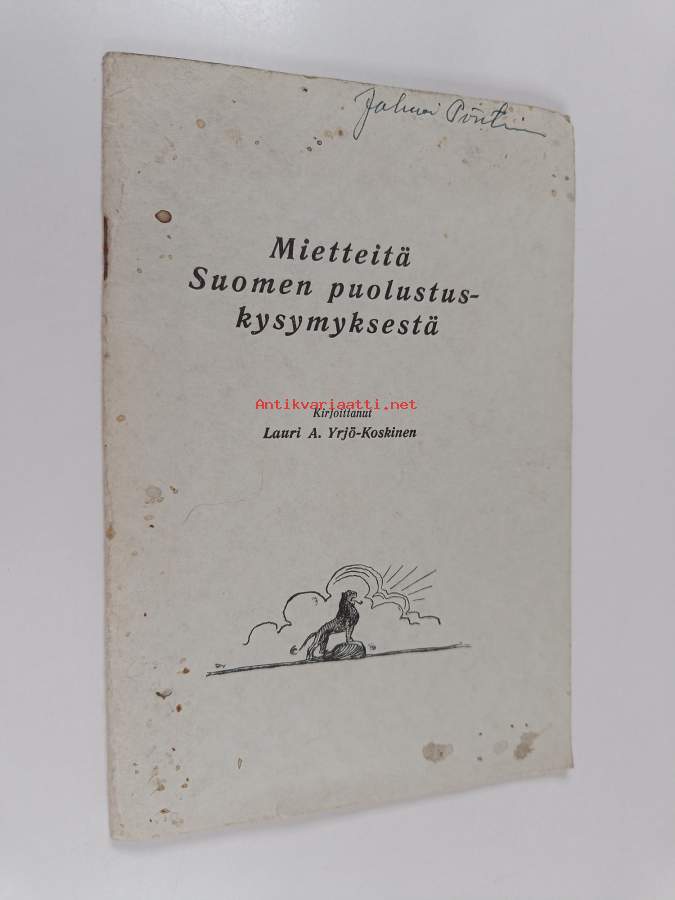 Mietteitä
Suomen puolustus-
kysymyksestä
Antikvariaatti.net
Kirjoittanut
Lauri A. Yrjö-Koskinen